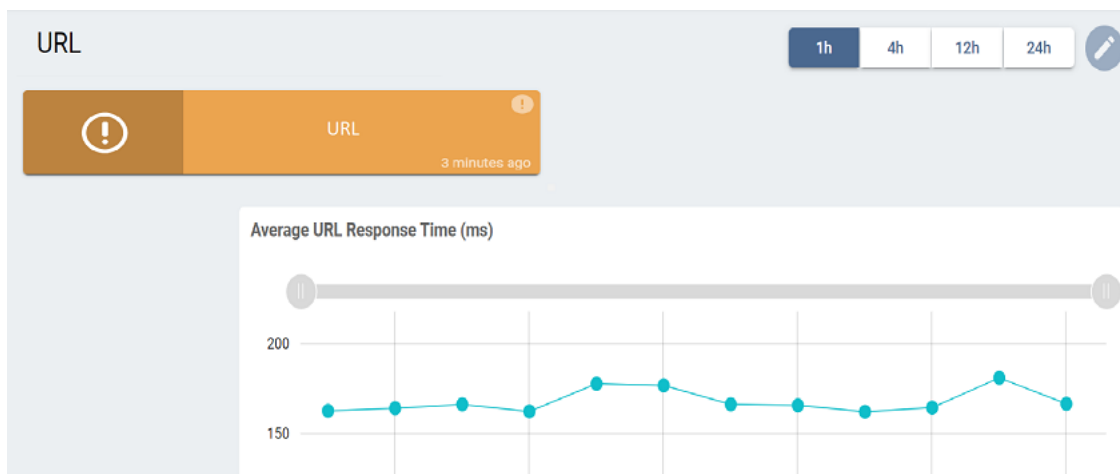 URL
1h 4h 12h 24h
URL
3 minutes ago
Average URL Response Time (ms)
200
150